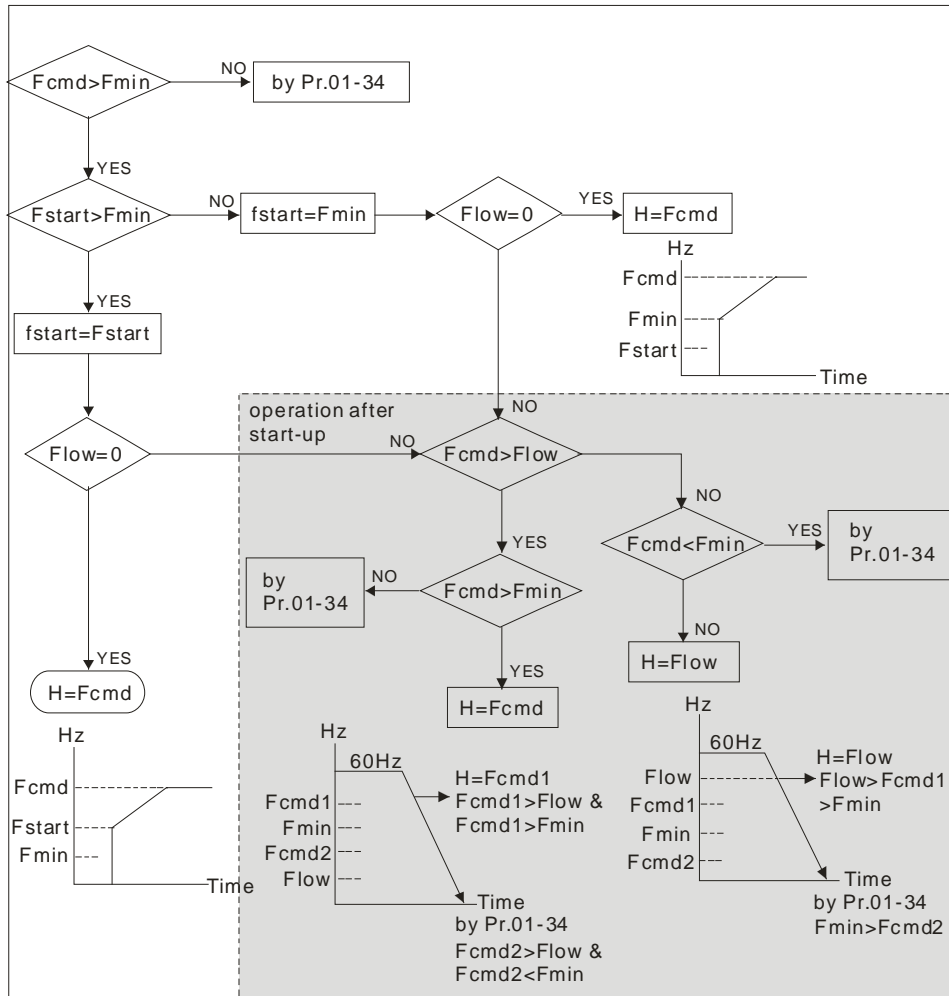 Fcmd>Fmin
NO
by Pr.01-34
YES
Fstart>Fmin
NO
fstart=Fmin
Flow=0
YES
H=Fcmd
Hz
Fcmd
Fmin
Fstart
Time
YES
fstart=Fstart
NO
operation after
start-up
Flow=0
NO
Fcmd>Flow
NO
YES
Fcmd<Fmin
YES
by
Pr.01-34
by
Pr.01-34
NO
Fcmd>Fmin
NO
H=Flow
YES
H=Fcmd
YES
H=Fcmd
Hz
Fcmd
Fstart
Fmin
Time
Hz
60Hz
Fcmd1
Fmin
Fcmd2
Flow
H=Fcmd1
Fcmd1>Flow &
Fcmd1>Fmin
Time
by Pr.01-34
Fcmd2>Flow &
Fcmd2<Fmin
Hz
60Hz
Flow
Fcmd1
Fmin
Fcmd2
H=Flow
Flow>Fcmd1
>Fmin
Time
by Pr.01-34
Fmin>Fcmd2